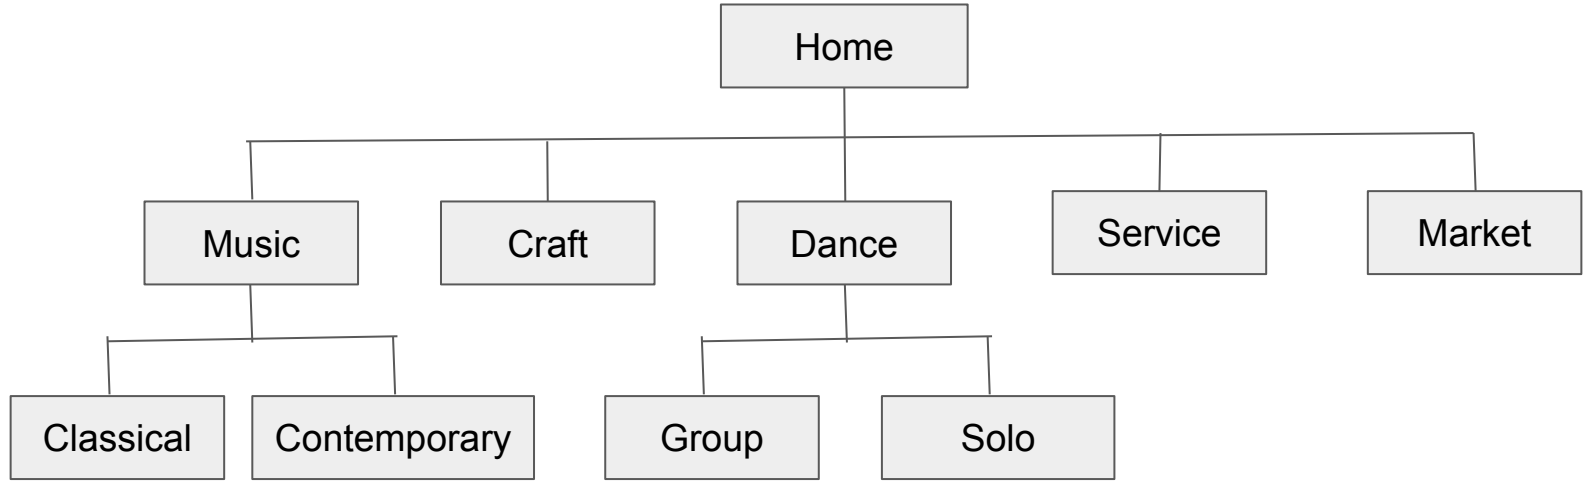 Home
Music
Craft
Dance
Service
Market
Classical
Contemporary
Group
Solo